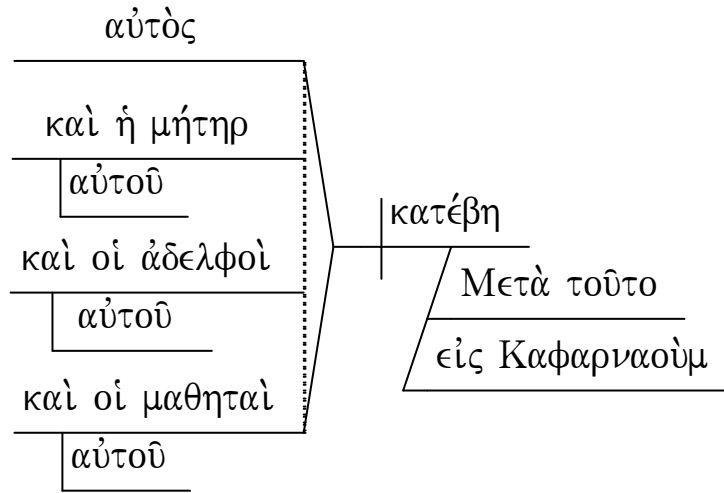 αὐτὸς
καὶ ἡ μήτηρ
αὐτοῦ
καὶ οἱ ἀδελφοὶ
αὐτοῦ
καὶ οἱ μαθηταὶ
αὐτοῦ
κατέβη
Μετὰ τοῦτο
εἰς Καφαρναοὺμ